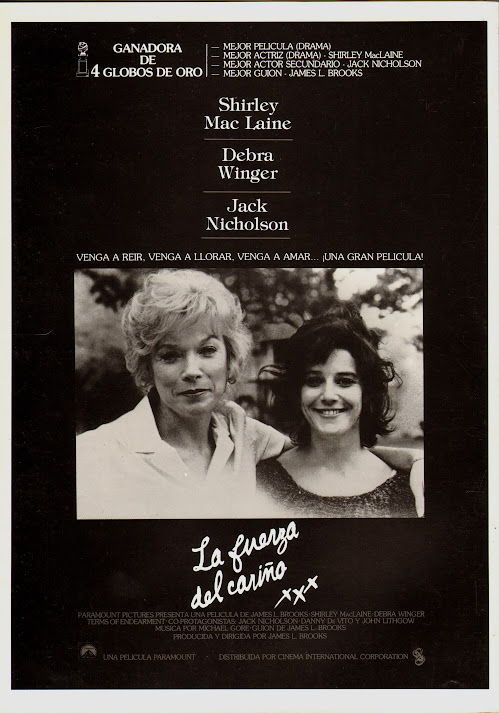 GANADORA
DE
4 GLOBOS DE ORO
— MEJOR PELICULA (DRAMA)
— MEJOR ACTRIZ (DRAMA) - SHIRLEY MacLAINE
— MEJOR ACTOR SECUNDARIO - JACK NICHOLSON
— MEJOR GUION - JAMES L. BROOKS
Shirley
Mac Laine
Debra
Winger
Jack
Nicholson
VENGA A REIR, VENGA A LLORAR, VENGA A AMAR... ¡UNA GRAN PELICULA!
La fuerza
del cariño
xxx
PARAMOUNT PICTURES PRESENTA UNA PELICULA DE JAMES L. BROOKS·SHIRLEY MacLAINE·DEBRA WINGER
TERMS OF ENDEARMENT·CO-PROTAGONISTAS: JACK NICHOLSON·DANNY De VITO Y JOHN LITHGOW
MUSICA POR MICHAEL GORE·GUION DE JAMES L. BROOKS
PRODUCIDA Y DIRIGIDA POR JAMES L. BROOKS
UNA PELICULA PARAMOUNT · DISTRIBUIDA POR CINEMA INTERNATIONAL CORPORATION